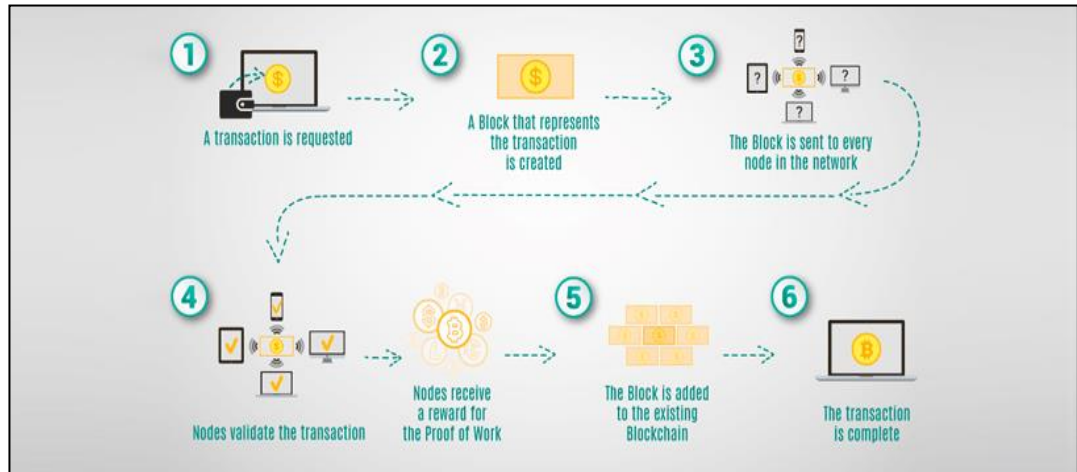 1
A transaction is requested
2
A Block that represents
the transaction
is created
3
The Block is sent to every
node in the network
4
Nodes validate the transaction
Nodes receive
a reward for
the Proof of Work
5
The Block is added
to the existing
Blockchain
6
The transaction
is complete